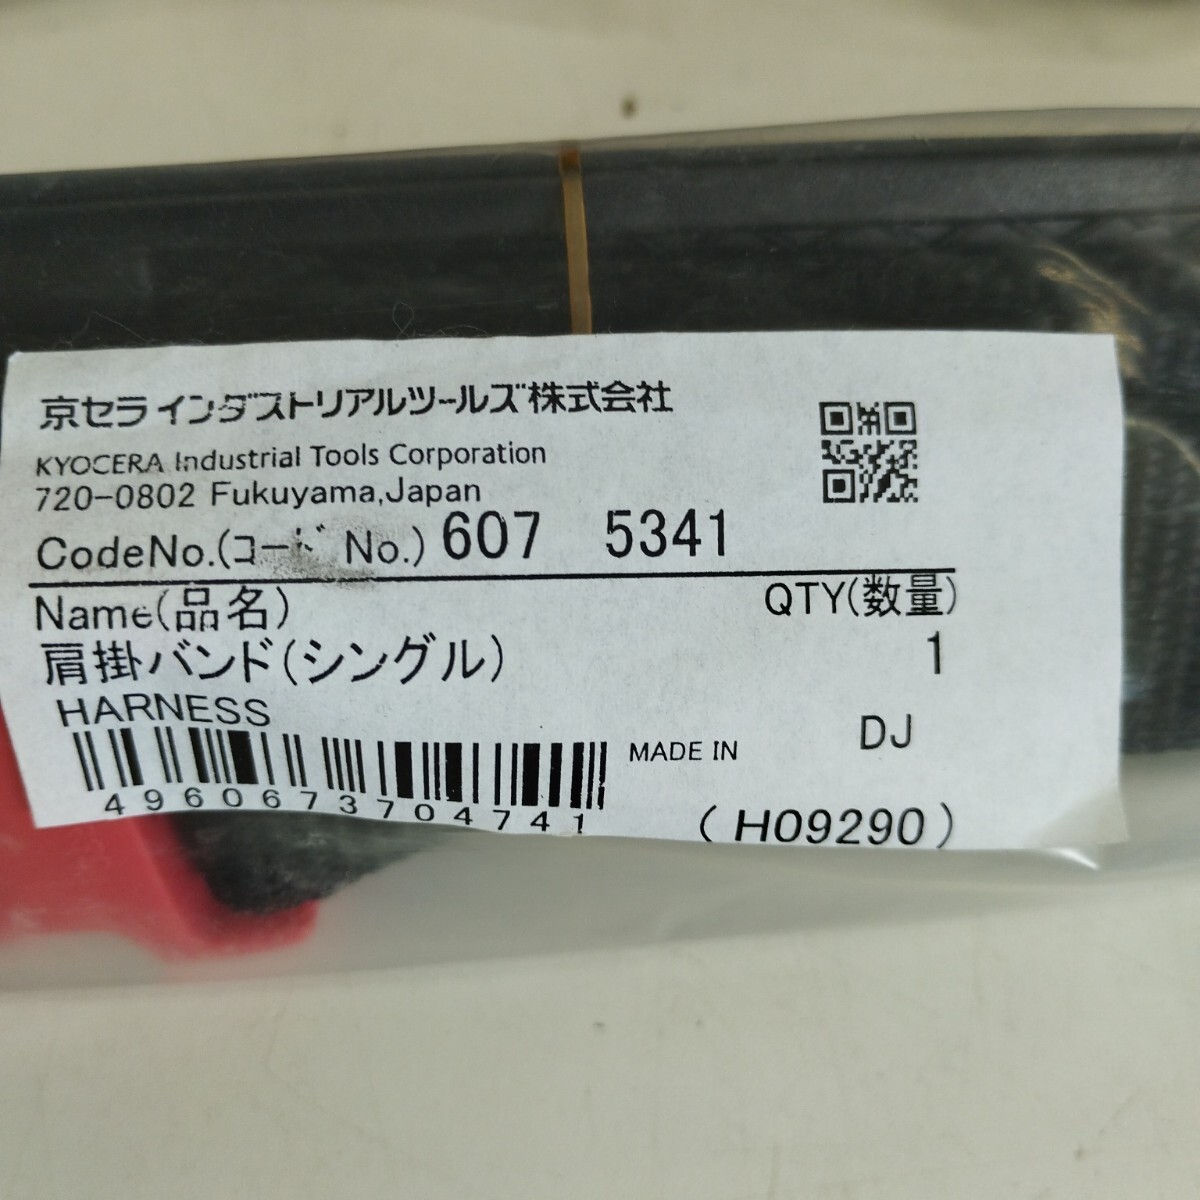 京セラインダストリアルツールズ株式会社
KYOCERA Industrial Tools Corporation
720-0802 Fukuyama,Japan
CodeNo.(コード No.) 607 5341
Name(品名) QTY(数量)
肩掛バンド(シングル) 1
HARNESS
MADE IN DJ
4960673704741
(H09290)